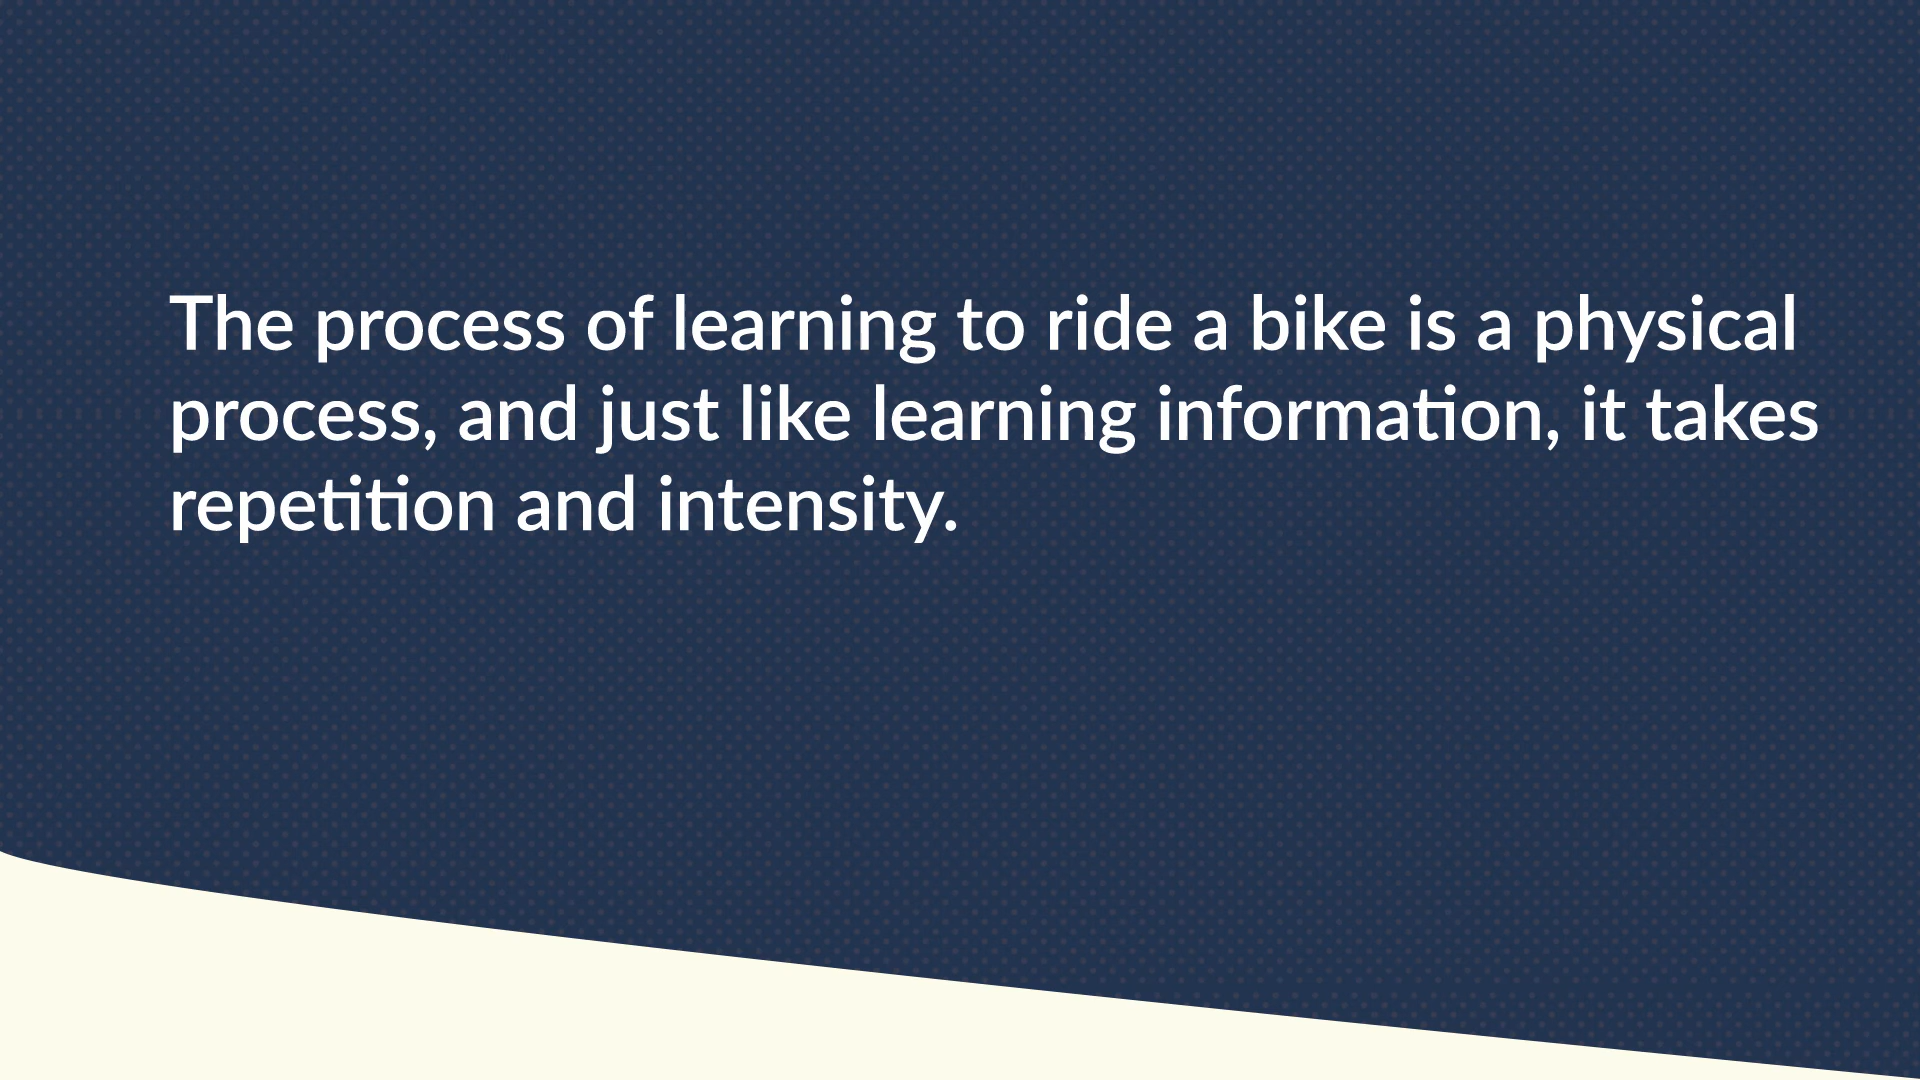 The process of learning to ride a bike is a physical
process, and just like learning information, it takes
repetition and intensity.